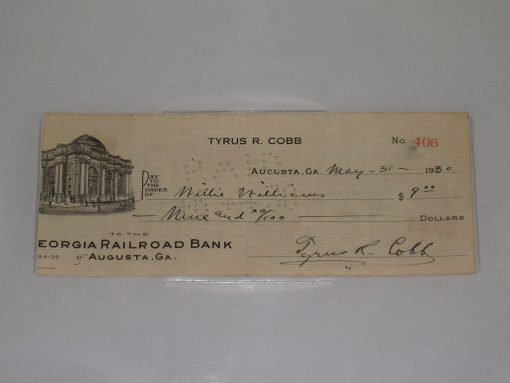 TYRUS R. COBB
No. 406
AUGUSTA, GA. May - 31 - 1930
PAY TO THE ORDER OF Willie Williams $9.00
Nine and 00/100 DOLLARS
TO THE
EORGIA RAILROAD BANK
64-35 of AUGUSTA, GA.
Tyrus R. Cobb